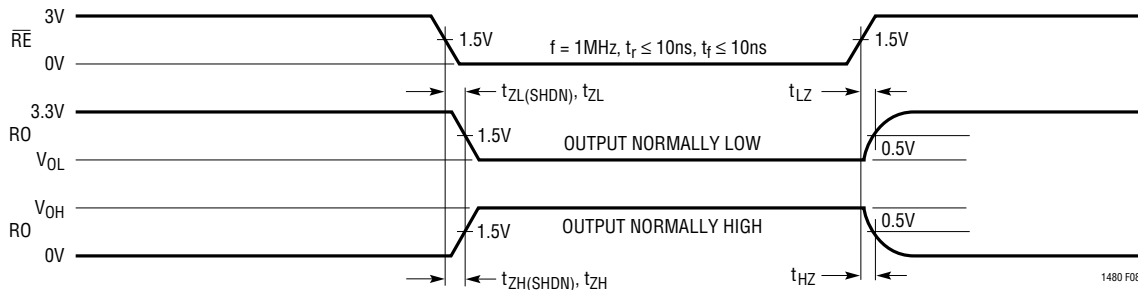 3V
RE
0V
1.5V
f = 1MHz, tr ≤ 10ns, tf ≤ 10ns
1.5V
tZL(SHDN), tZL
tLZ
3.3V
RO
VOL
1.5V
OUTPUT NORMALLY LOW
0.5V
VOH
RO
0V
1.5V
OUTPUT NORMALLY HIGH
0.5V
tZH(SHDN), tZH
tHZ
1480 F08